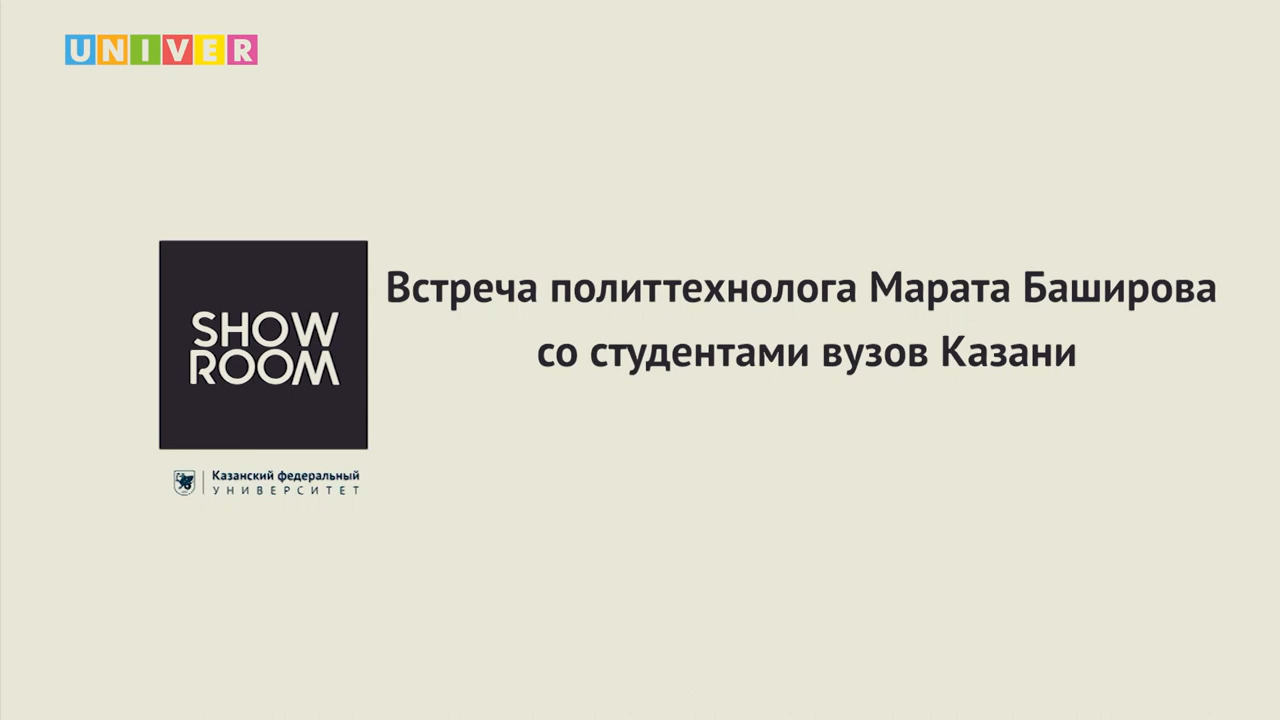 UNIVER
SHOW
ROOM
Встреча политтехнолога Марата Баширова
со студентами вузов Казани
Казанский федеральный
УНИВЕРСИТЕТ